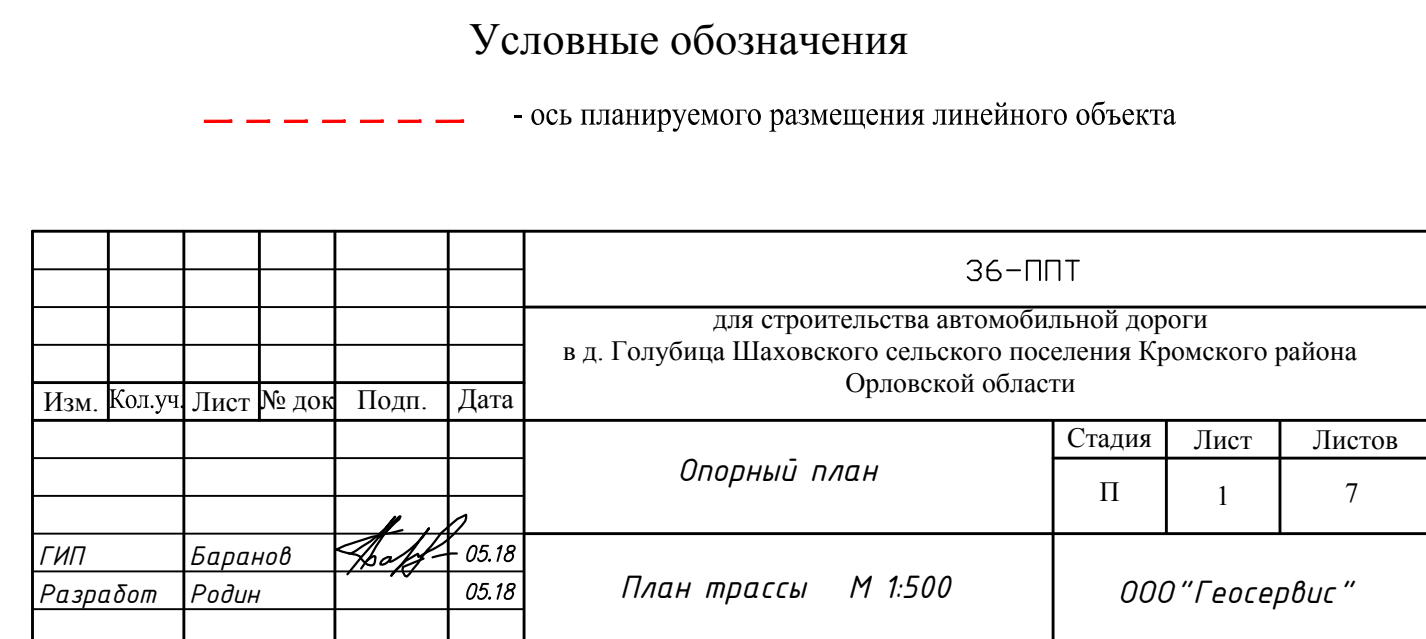 Условные обозначения
- ось планируемого размещения линейного объекта
36-ППТ
для строительства автомобильной дороги
в д. Голубица Шаховского сельского поселения Кромского района
Орловской области
Изм. Кол.уч. Лист № док Подп. Дата
Опорный план
Стадия Лист Листов
П 1 7
ГИП Баранов 05.18
Разработ Родин 05.18
План трассы М 1:500
ООО"Геосервис"